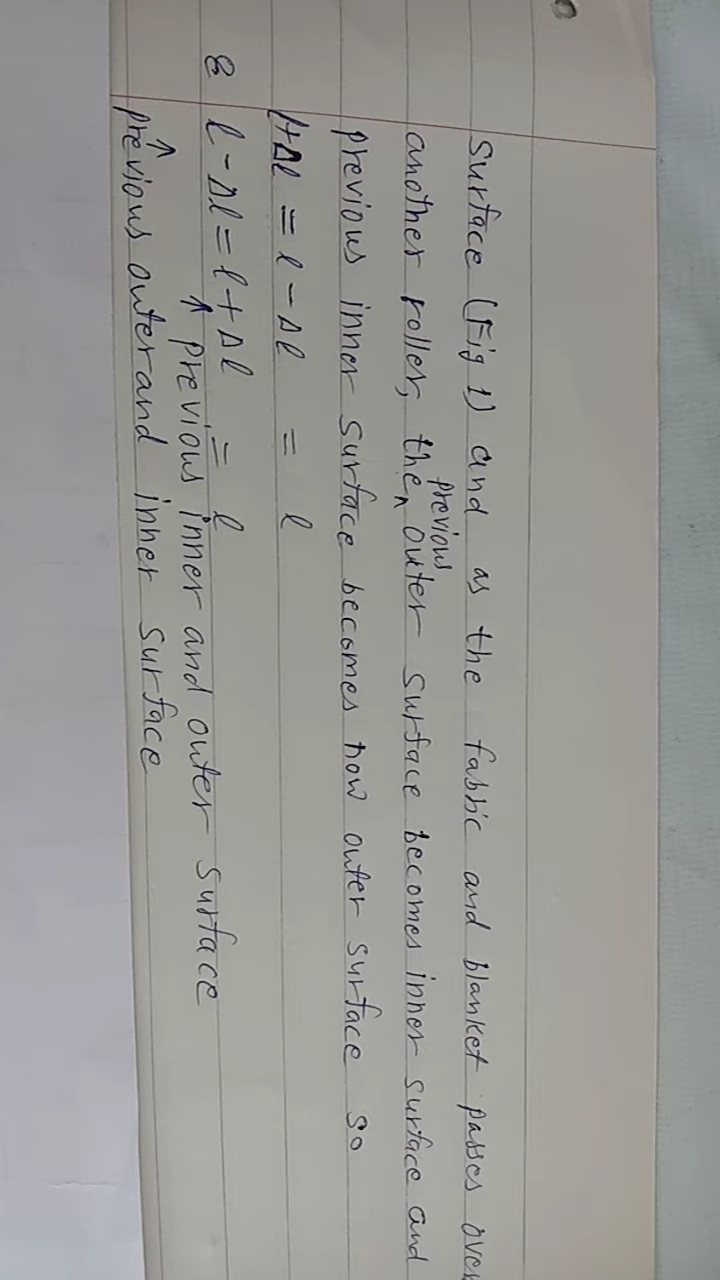 Surface (Fig 1) and as the fabric and blanket passes over
another roller, the ^ previous outer surface becomes inner surface and
previous inner surface becomes now outer surface so
l+Δl = l-Δl = l
& l-Δl = l+Δl = l
↑ previous inner and outer surface
↑ previous outer and inner surface